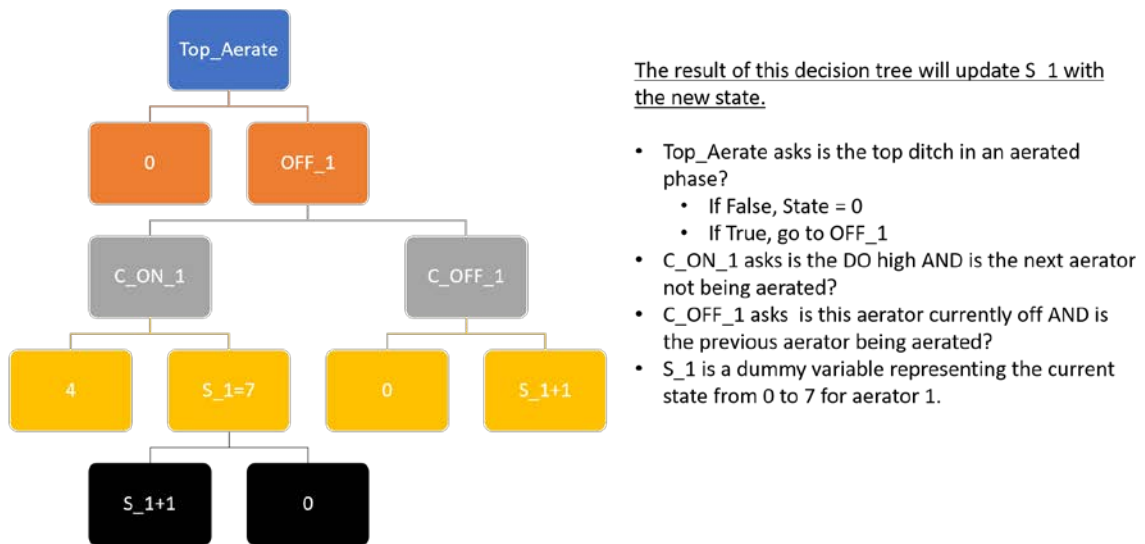 Top_Aerate
0
OFF_1
C_ON_1
C_OFF_1
4
S_1=7
0
S_1+1
S_1+1
0
The result of this decision tree will update S_1 with
the new state.
• Top_Aerate asks is the top ditch in an aerated
phase?
• If False, State = 0
• If True, go to OFF_1
• C_ON_1 asks is the DO high AND is the next aerator
not being aerated?
• C_OFF_1 asks is this aerator currently off AND is
the previous aerator being aerated?
• S_1 is a dummy variable representing the current
state from 0 to 7 for aerator 1.